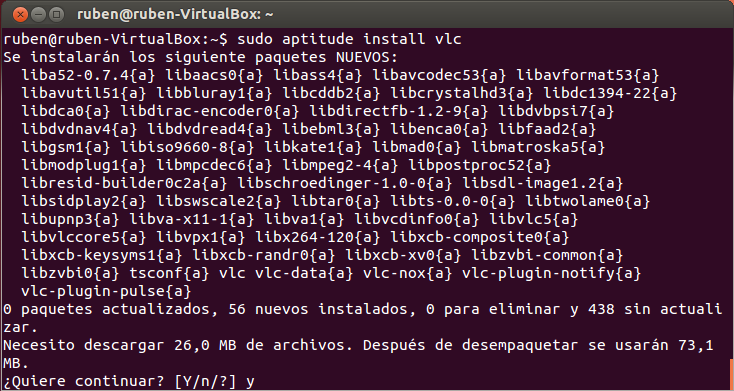 ruben@ruben-VirtualBox: ~
ruben@ruben-VirtualBox:~$ sudo aptitude install vlc
Se instalarán los siguiente paquetes NUEVOS:
liba52-0.7.4{a} libaacs0{a} libass4{a} libavcodec53{a} libavformat53{a}
libavutil51{a} libbluray1{a} libcddb2{a} libcrystalhd3{a} libdc1394-22{a}
libdca0{a} libdirac-encoder0{a} libdirectfb-1.2-9{a} libdvbpsi7{a}
libdvdnav4{a} libdvdread4{a} libebml3{a} libenca0{a} libfaad2{a}
libgsm1{a} libiso9660-8{a} libkate1{a} libmad0{a} libmatroska5{a}
libmodplug1{a} libmpcdec6{a} libmpeg2-4{a} libpostproc52{a}
libresid-builder0c2a{a} libschroedinger-1.0-0{a} libsdl-image1.2{a}
libsidplay2{a} libswscale2{a} libtar0{a} libts-0.0-0{a} libtwolame0{a}
libupnp3{a} libva-x11-1{a} libva1{a} libvcdinfo0{a} libvlc5{a}
libvlccore5{a} libvpx1{a} libx264-120{a} libxcb-composite0{a}
libxcb-keysyms1{a} libxcb-randr0{a} libxcb-xv0{a} libzvbi-common{a}
libzvbi0{a} tsconf{a} vlc vlc-data{a} vlc-nox{a} vlc-plugin-notify{a}
vlc-plugin-pulse{a}
0 paquetes actualizados, 56 nuevos instalados, 0 para eliminar y 438 sin actuali
zar.
Necesito descargar 26,0 MB de archivos. Después de desempaquetar se usarán 73,1
MB.
¿Quiere continuar? [Y/n/?] y